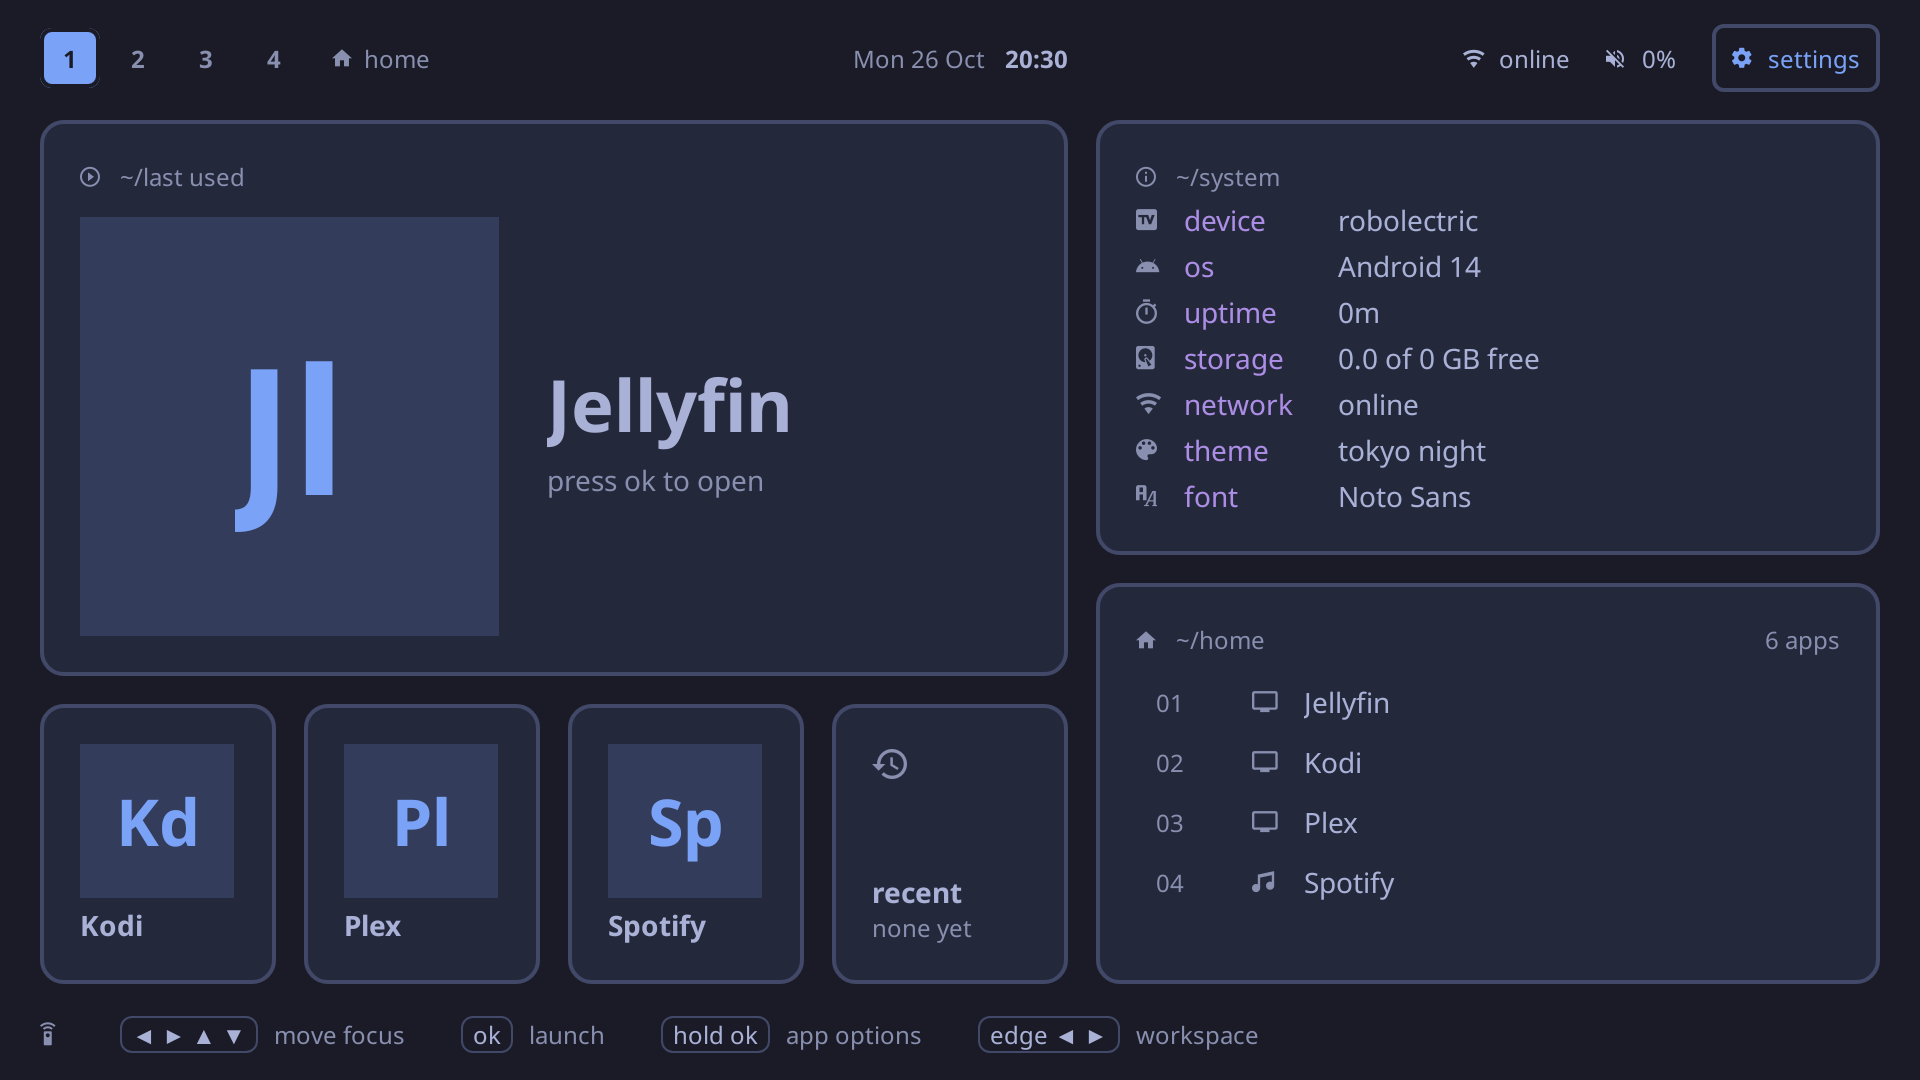 1 2 3 4 home
Mon 26 Oct 20:30
online 0% settings
~/last used
Jl
Jellyfin
press ok to open
Kd
Kodi
Pl
Plex
Sp
Spotify
recent
none yet
~/system
TV device robolectric
os Android 14
uptime 0m
storage 0.0 of 0 GB free
network online
theme tokyo night
font Noto Sans
~/home 6 apps
01 Jellyfin
02 Kodi
03 Plex
04 Spotify
◀ ▶ ▲ ▼ move focus ok launch hold ok app options edge ◀ ▶ workspace